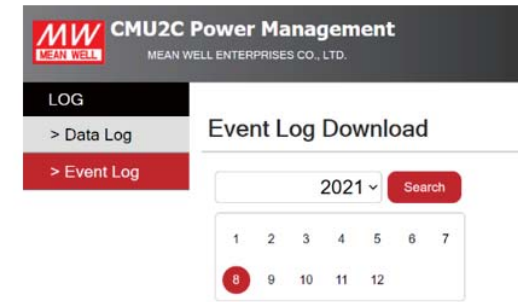 MW
MEAN WELL
CMU2C Power Management
MEAN WELL ENTERPRISES CO., LTD.
LOG
> Data Log
> Event Log
Event Log Download
2021 Search
1 2 3 4 5 6 7
8 9 10 11 12